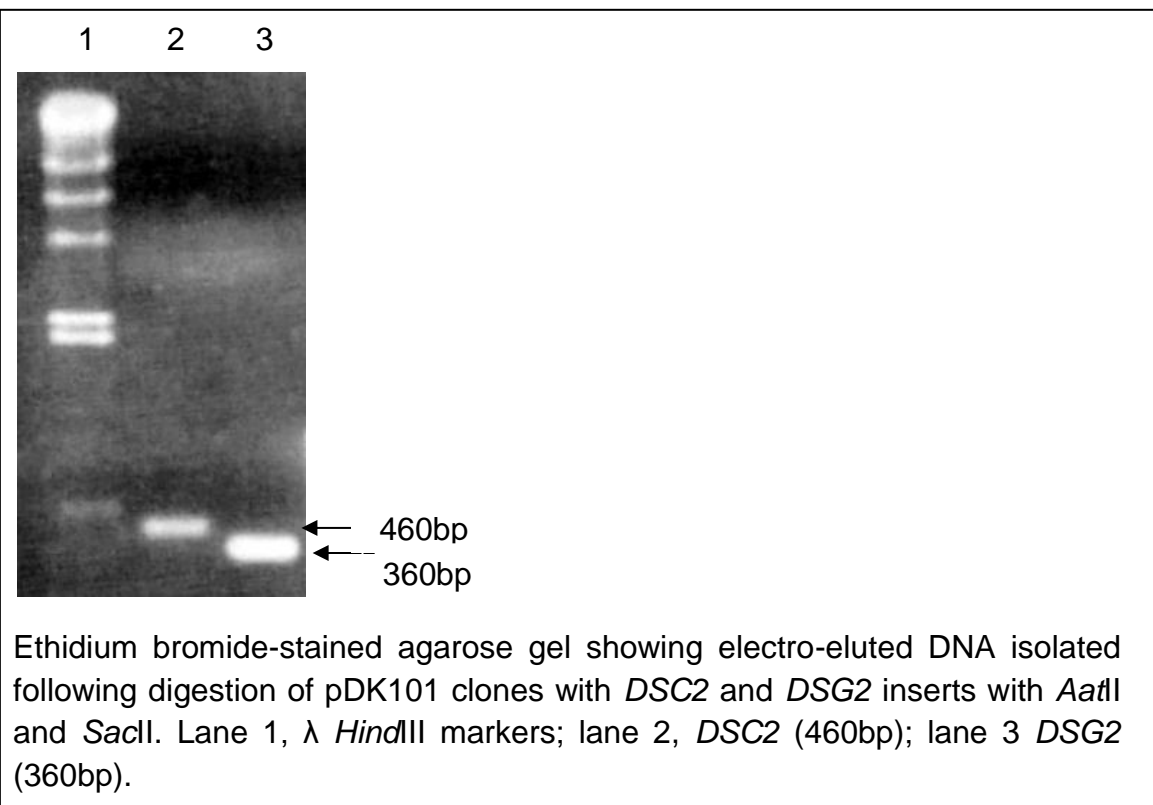 1 2 3
460bp
360bp
Ethidium bromide-stained agarose gel showing electro-eluted DNA isolated
following digestion of pDK101 clones with DSC2 and DSG2 inserts with AatII
and SacII. Lane 1, λ HindIII markers; lane 2, DSC2 (460bp); lane 3 DSG2
(360bp).